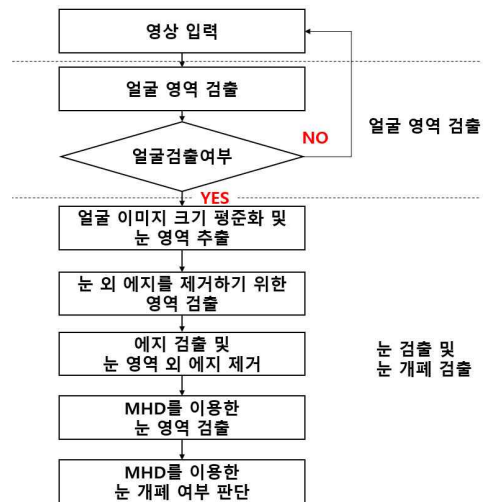 영상 입력
얼굴 영역 검출
얼굴 영역 검출
NO
얼굴검출여부
YES
얼굴 이미지 크기 평준화 및
눈 영역 추출
눈 외 에지를 제거하기 위한
영역 검출
에지 검출 및
눈 영역 외 에지 제거
눈 검출 및
눈 개폐 검출
MHD를 이용한
눈 영역 검출
MHD를 이용한
눈 개폐 여부 판단